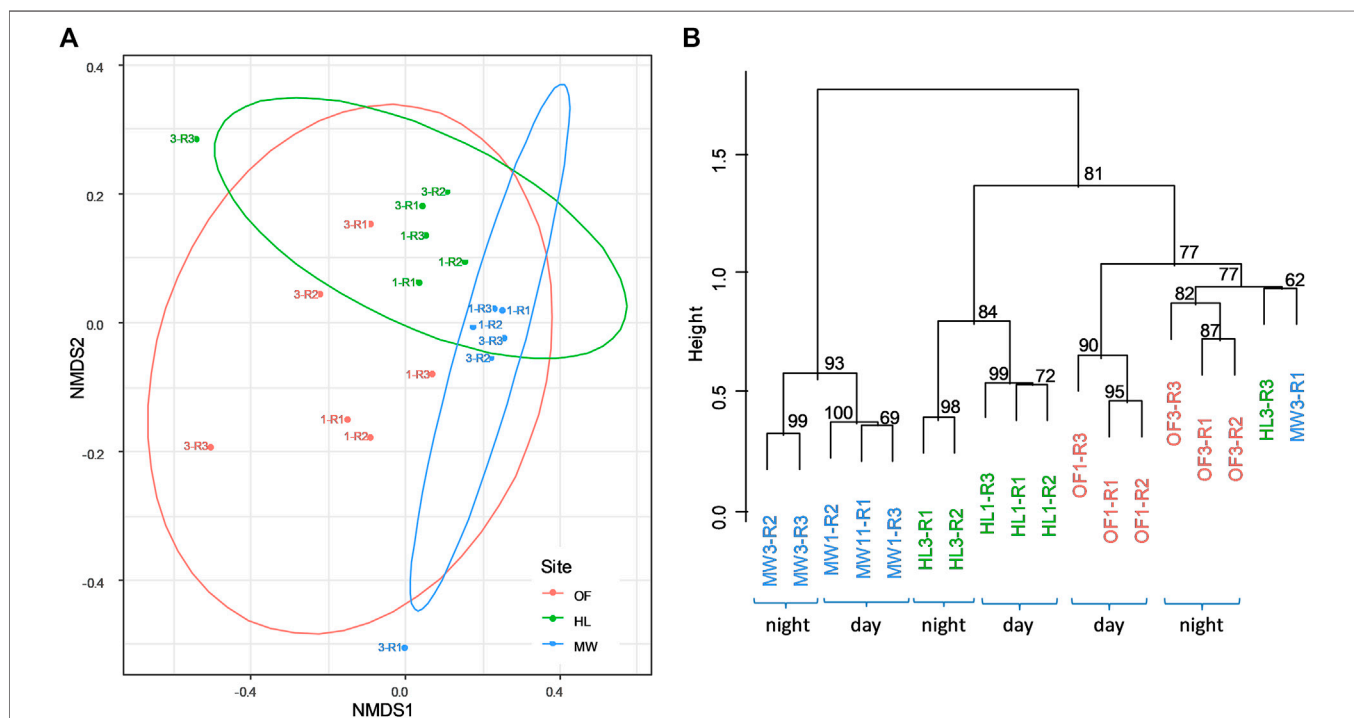 A
0.4
0.2
0.0
-0.2
-0.4
NMDS2
3-R3
3-R2
3-R1
3-R1
1-R3
1-R2
1-R1
3-R2
1-R3
1-R1
1-R2
3-R3
3-R2
1-R3
1-R1
1-R2
3-R3
3-R1
Site
OF
HL
MW
-0.4
0.0
0.4
NMDS1
B
Height
1.5
1.0
0.5
0.0
81
77
77
62
82
87
84
90
95
93
99
72
99
100
69
98
MW3-R2
MW3-R3
MW1-R2
MW11-R1
MW1-R3
HL3-R1
HL3-R2
HL1-R3
HL1-R1
HL1-R2
OF1-R3
OF1-R1
OF1-R2
OF3-R3
OF3-R1
OF3-R2
HL3-R3
MW3-R1
night
day
night
day
day
night